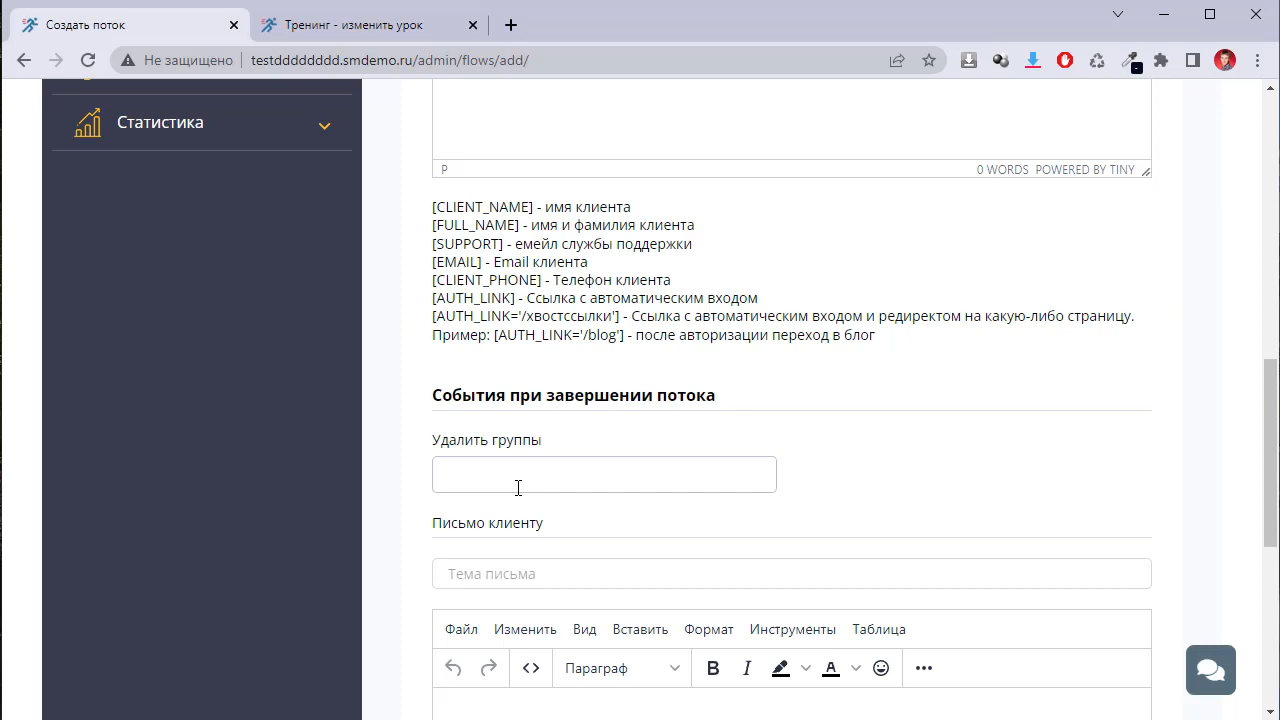 Создать поток
Тренинг - изменить урок
Не защищено
testdddddddd.smdemo.ru/admin/flows/add/
Статистика
P
0 WORDS POWERED BY TINY
[CLIENT_NAME] - имя клиента
[FULL_NAME] - имя и фамилия клиента
[SUPPORT] - емейл службы поддержки
[EMAIL] - Email клиента
[CLIENT_PHONE] - Телефон клиента
[AUTH_LINK] - Ссылка с автоматическим входом
[AUTH_LINK='/хвостссылки'] - Ссылка с автоматическим входом и редиректом на какую-либо страницу.
Пример: [AUTH_LINK='/blog'] - после авторизации переход в блог
События при завершении потока
Удалить группы
Письмо клиенту
Тема письма
Файл Изменить Вид Вставить Формат Инструменты Таблица
Параграф B I A